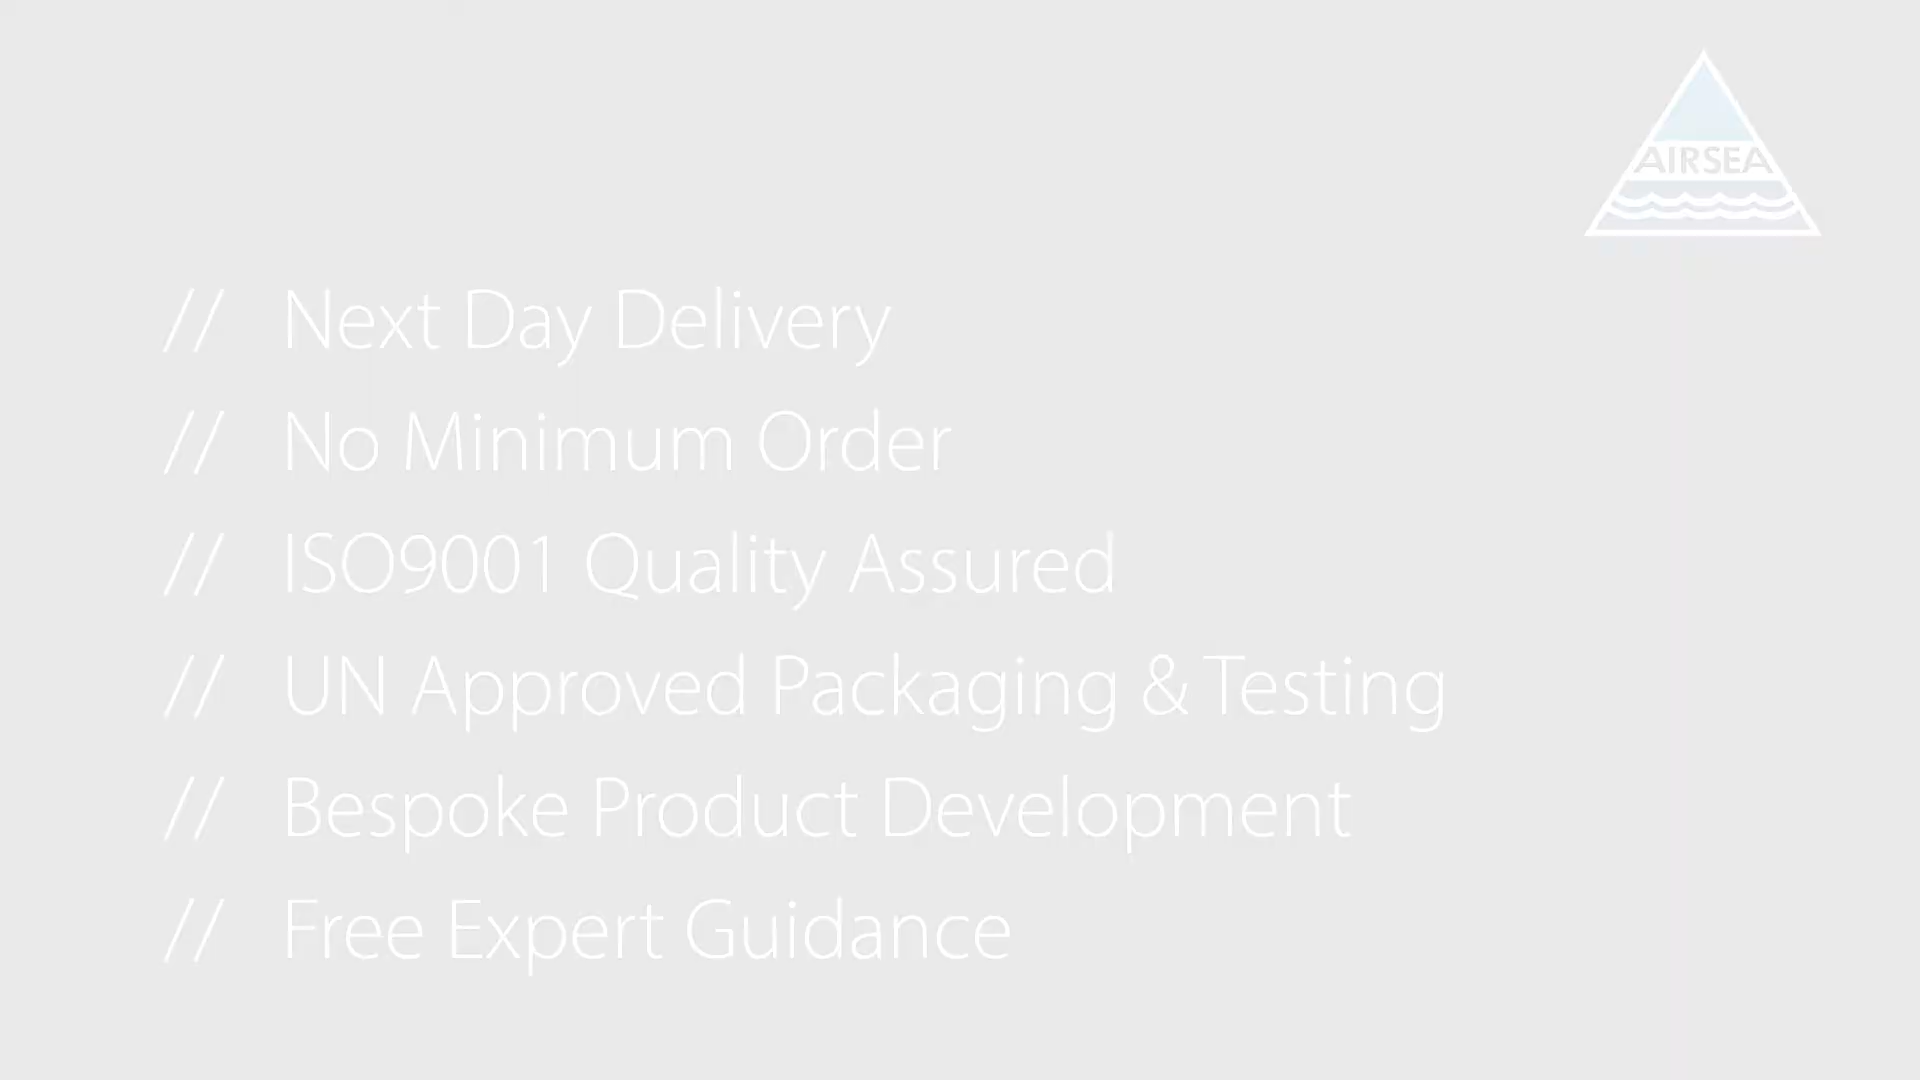 AIRSEA
// Next Day Delivery
// No Minimum Order
// ISO9001 Quality Assured
// UN Approved Packaging & Testing
// Bespoke Product Development
// Free Expert Guidance